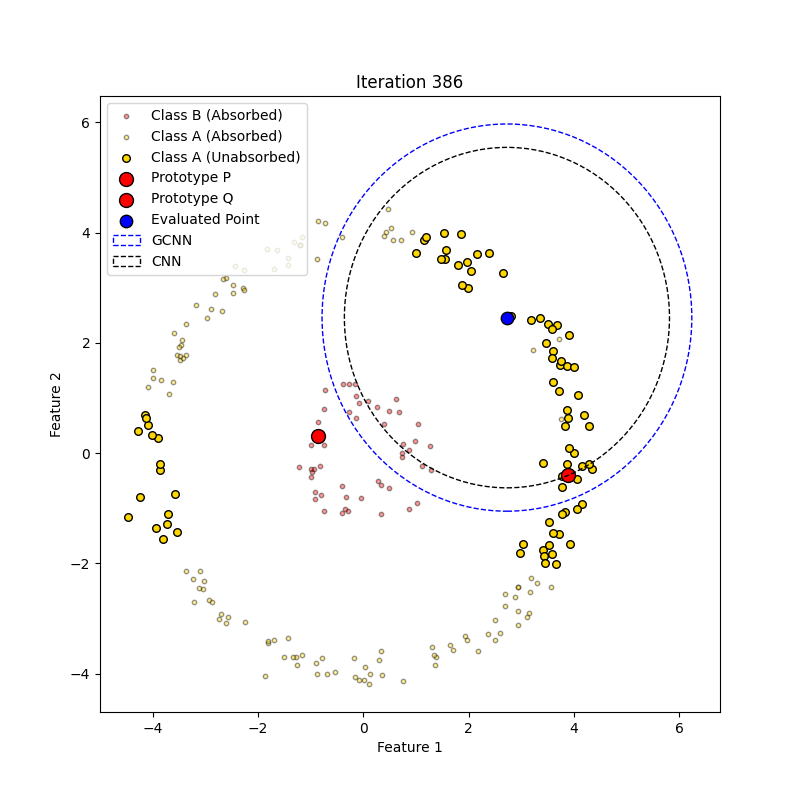 Iteration 386
Class B (Absorbed)
Class A (Absorbed)
Class A (Unabsorbed)
Prototype P
Prototype Q
Evaluated Point
GCNN
CNN
6
4
2
0
−2
−4
Feature 2
−4 −2 0 2 4 6
Feature 1